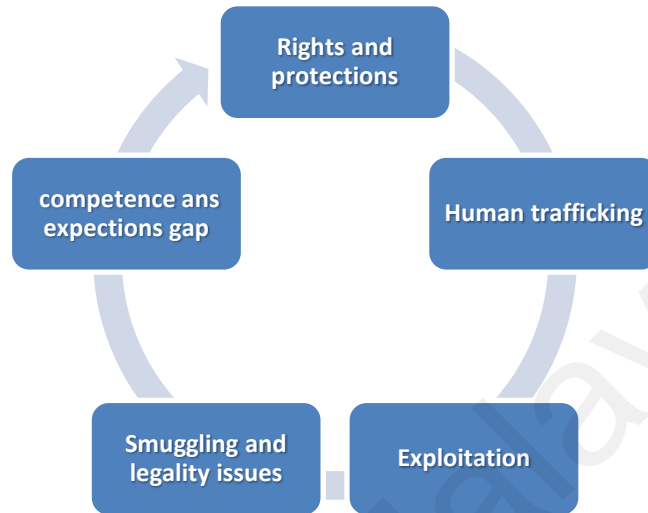 Rights and
protections
Human trafficking
Exploitation
Smuggling and
legality issues
competence ans
expections gap